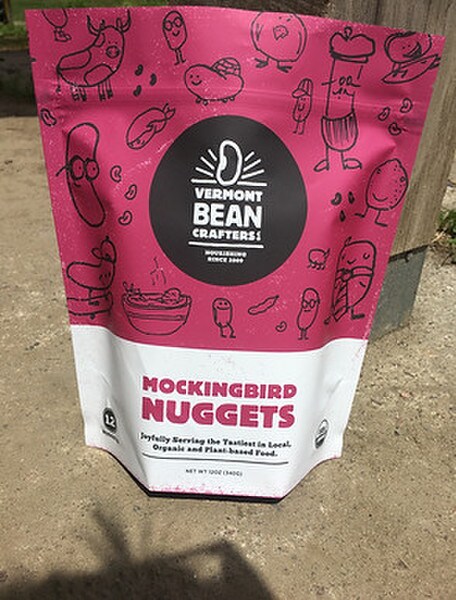 VERMONT
BEAN
CRAFTERS
NOURISHING
SINCE 2009
MOCKINGBIRD
NUGGETS
12
Joyfully Serving the Tastiest in Local,
Organic and Plant-based Food.
NET WT 12OZ (340G)